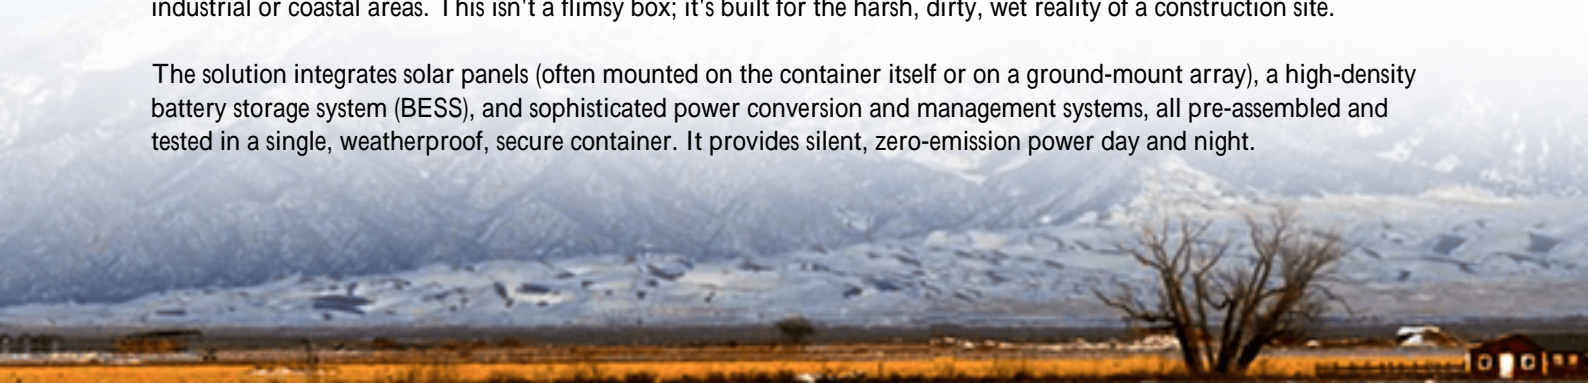 industrial or coastal areas. This isn't a flimsy box; it's built for the harsh, dirty, wet reality of a construction site.
The solution integrates solar panels (often mounted on the container itself or on a ground-mount array), a high-density
battery storage system (BESS), and sophisticated power conversion and management systems, all pre-assembled and
tested in a single, weatherproof, secure container. It provides silent, zero-emission power day and night.